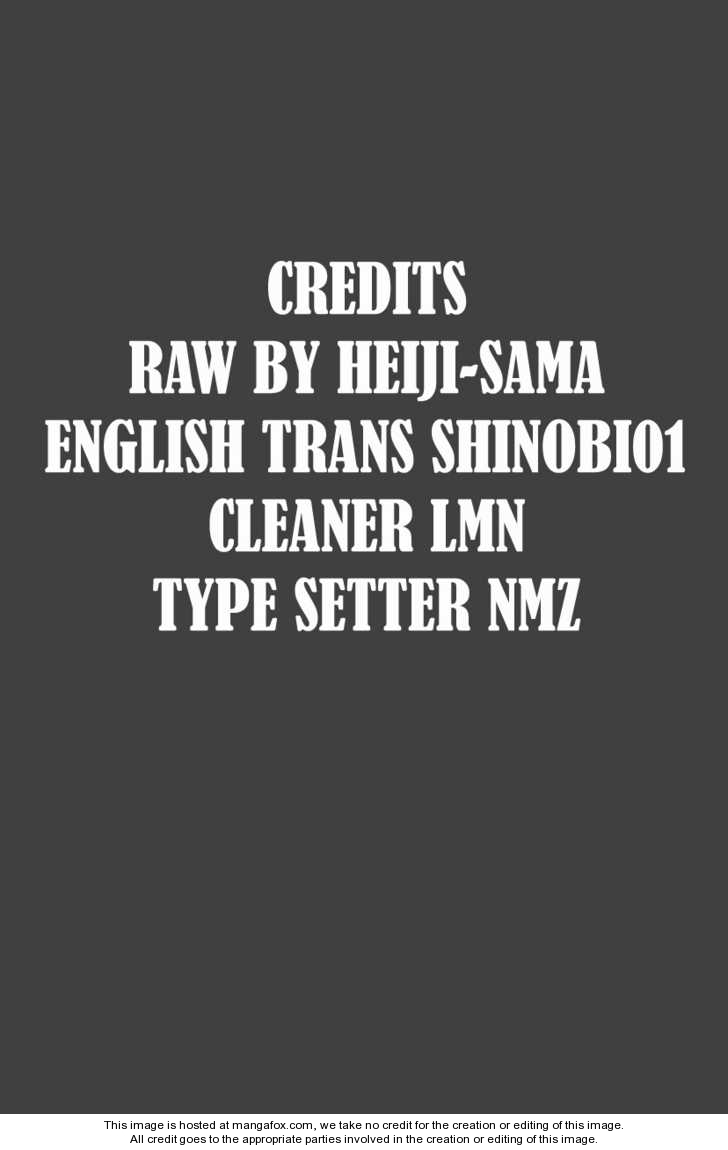 CREDITS
RAW BY HEIJI-SAMA
ENGLISH TRANS SHINOBI01
CLEANER LMN
TYPE SETTER NMZ
This image is hosted at mangafox.com, we take no credit for the creation or editing of this image.
All credit goes to the appropriate parties involved in the creation or editing of this image.